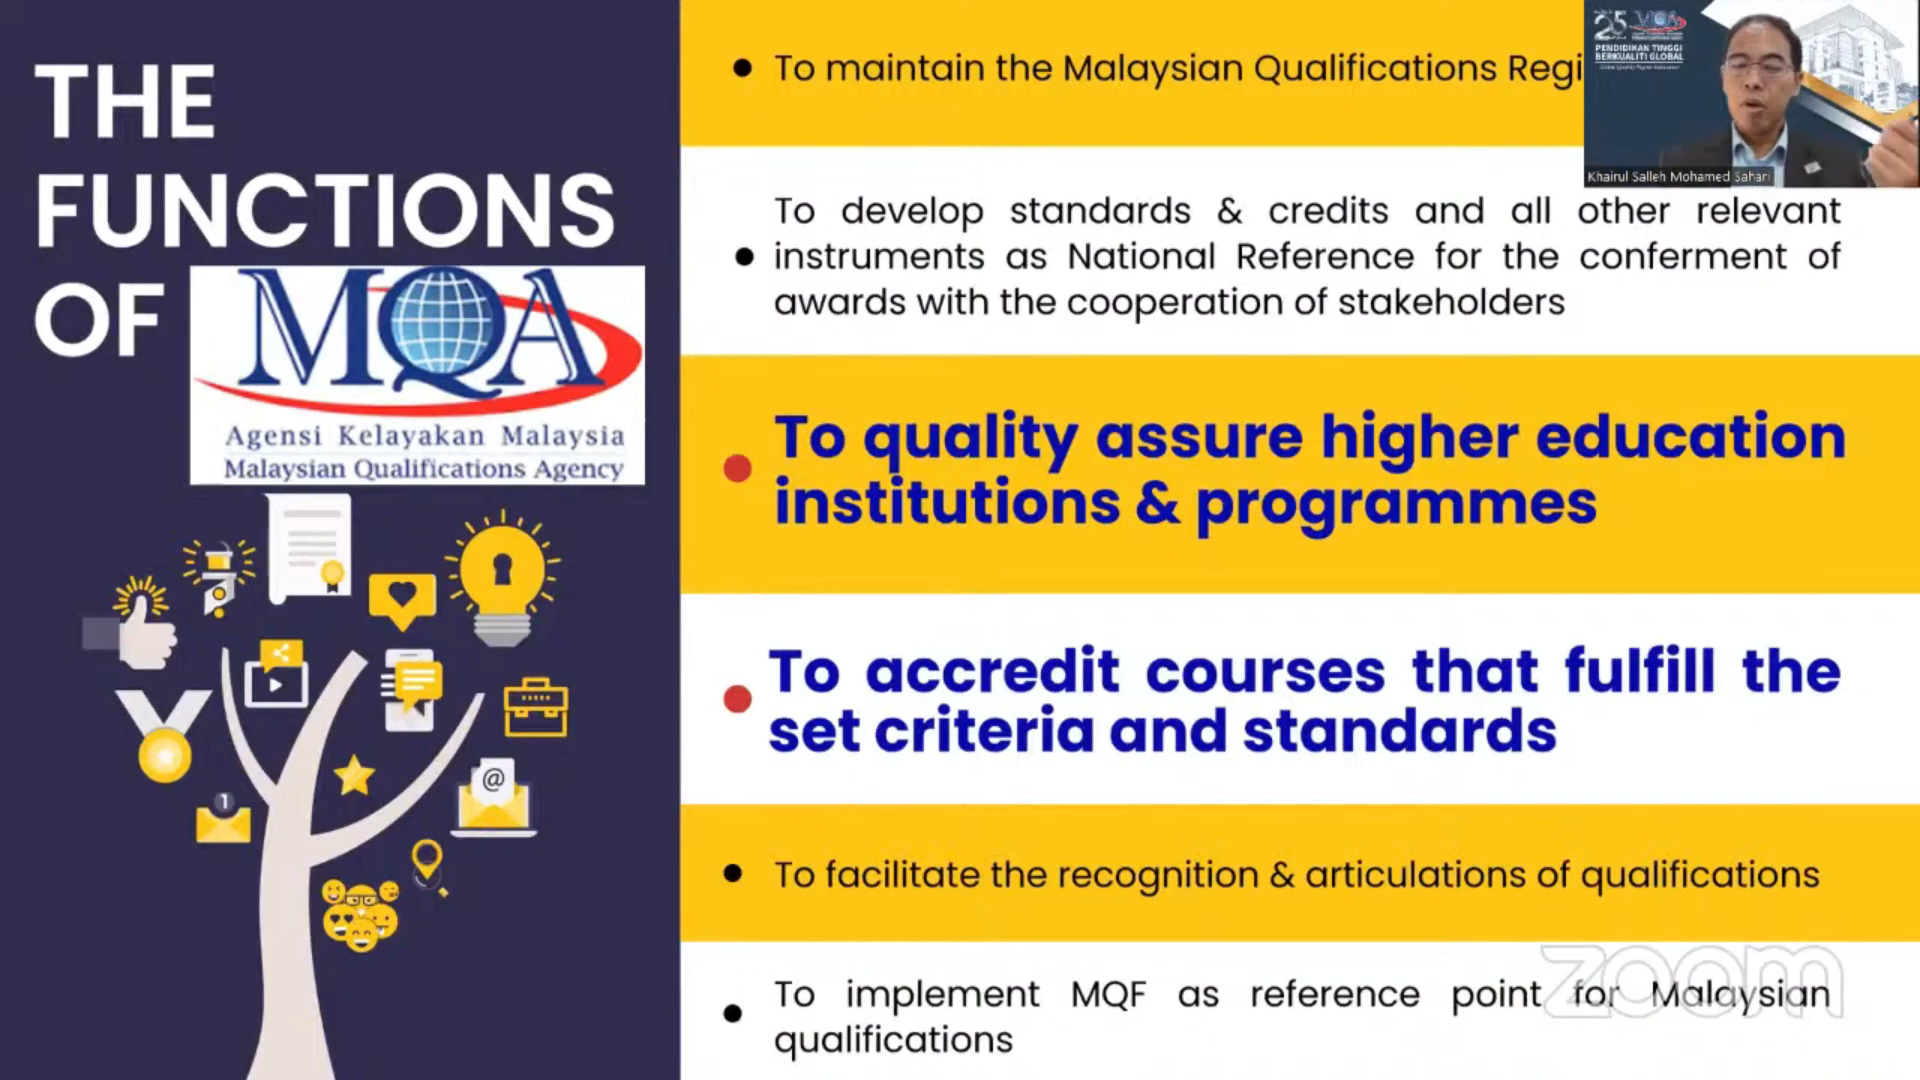 THE
FUNCTIONS
OF
MQA
Agensi Kelayakan Malaysia
Malaysian Qualifications Agency
1
@
• To maintain the Malaysian Qualifications Regi
25 MQA
PENDIDIKAN TINGGI
BERKUALITI GLOBAL
Khairul Salleh Mohamed Sahari
To develop standards & credits and all other relevant
• instruments as National Reference for the conferment of
awards with the cooperation of stakeholders
• To quality assure higher education
institutions & programmes
• To accredit courses that fulfill the
set criteria and standards
• To facilitate the recognition & articulations of qualifications
• To implement MQF as reference point for Malaysian
qualifications
zoom